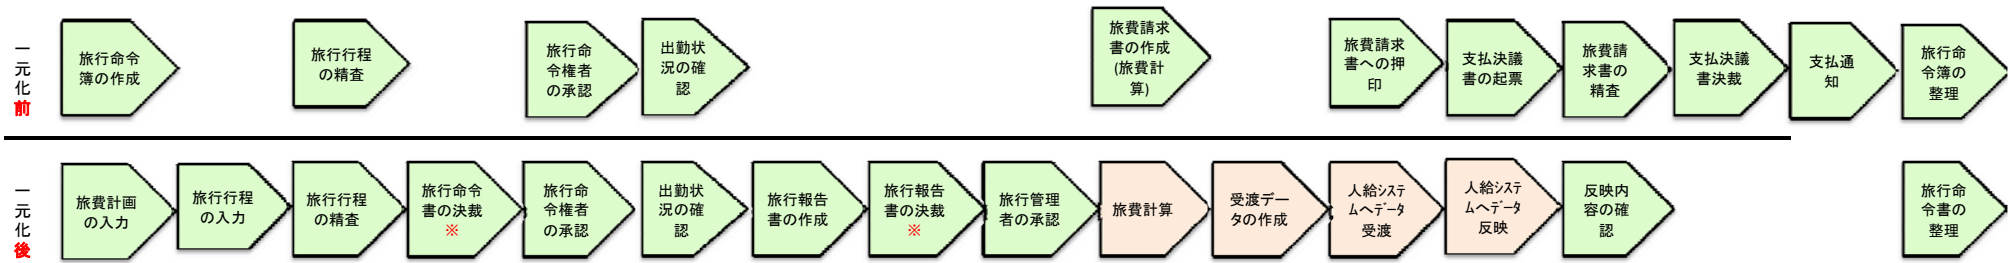 一
元
化
前
旅行命令
簿の作成
旅行行程
の精査
旅行命
令権者
の承認
出勤状
況の確
認
旅費請求
書の作成
(旅費計
算)
旅費請求
書への押
印
支払決議
書の起票
旅費請
求書の
精査
支払決議
書決裁
支払通
知
旅行命
令簿の
整理
一
元
化
後
旅費計画
の入力
旅行行程
の入力
旅行行程
の精査
旅行命令
書の決裁
※
旅行命
令権者
の承認
出勤状
況の確
認
旅行報告
書の作成
旅行報告
書の決裁
※
旅行管理
者の承認
旅費計算
受渡デー
タの作成
人給ｼｽﾃ
ﾑへﾃﾞｰﾀ
受渡
人給ｼｽﾃ
ﾑへﾃﾞｰﾀ
反映
反映内
容の確
認
旅行命
令書の
整理